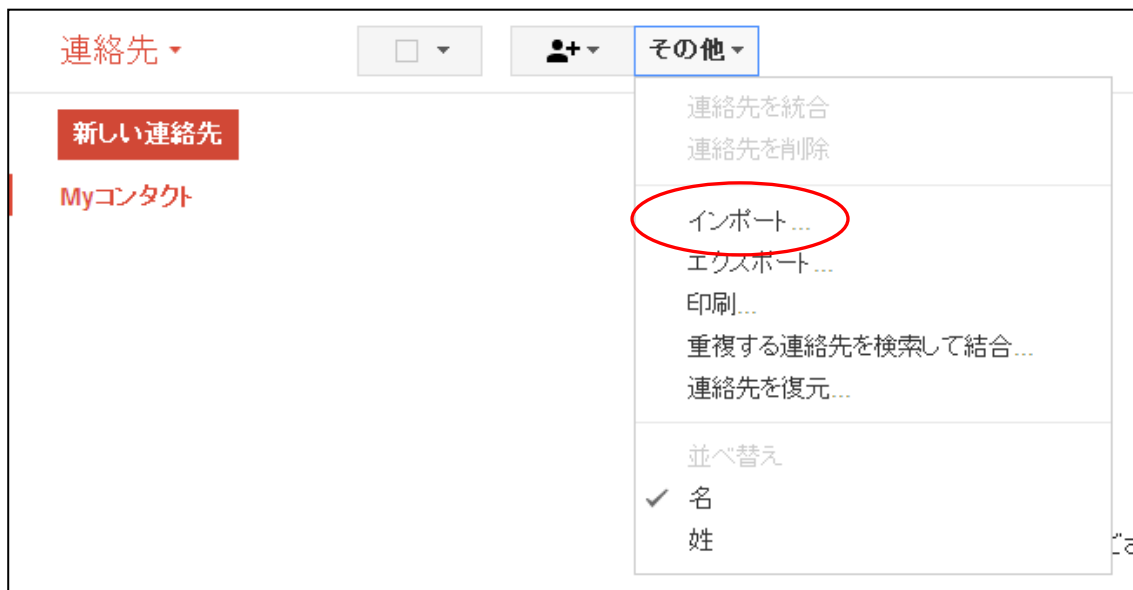 連絡先
その他
新しい連絡先
Myコンタクト
連絡先を統合
連絡先を削除
インポート...
エクスポート...
印刷...
重複する連絡先を検索して結合...
連絡先を復元...
並べ替え
名
姓